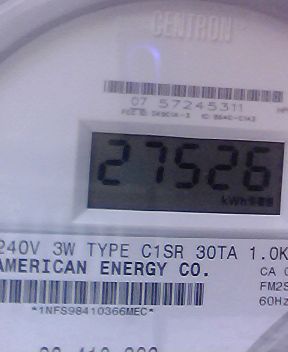 CENTRON
07 57245311
27526
kWh
240V 3W TYPE C1SR 30TA 1.0K
AMERICAN ENERGY CO.
CA
FM2S
60Hz
*1NFS98410366MEC*